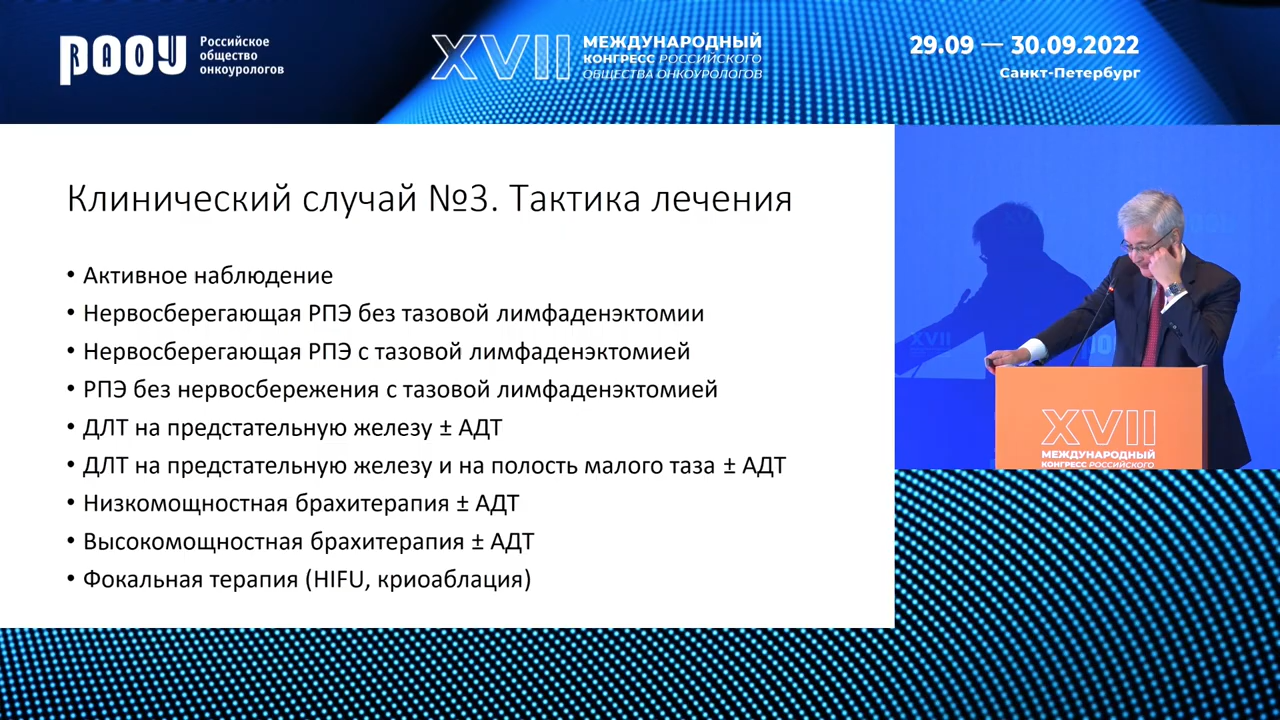 РООУ
Российское
общество
онкоурологов
XVII
МЕЖДУНАРОДНЫЙ
КОНГРЕСС РОССИЙСКОГО
ОБЩЕСТВА ОНКОУРОЛОГОВ
29.09 — 30.09.2022
Санкт-Петербург
Клинический случай №3. Тактика лечения
• Активное наблюдение
• Нервосберегающая РПЭ без тазовой лимфаденэктомии
• Нервосберегающая РПЭ с тазовой лимфаденэктомией
• РПЭ без нервосбережения с тазовой лимфаденэктомией
• ДЛТ на предстательную железу ± АДТ
• ДЛТ на предстательную железу и на полость малого таза ± АДТ
• Низкомощностная брахитерапия ± АДТ
• Высокомощностная брахитерапия ± АДТ
• Фокальная терапия (HIFU, криоаблация)
XVII
XVII
МЕЖДУНАРОДНЫЙ
КОНГРЕСС РОССИЙСКОГО